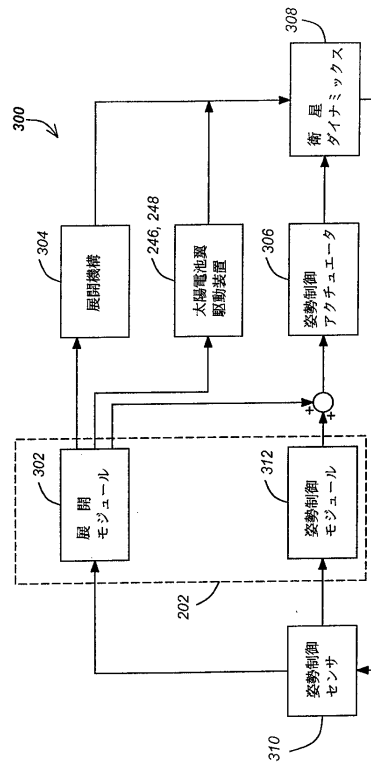 300
304
展開機構
246, 248
太陽電池翼
駆動装置
308
衛 星
ダイナミックス
306
姿勢制御
アクチュエータ
+
+
302
展 開
モジュール
312
姿勢制御
モジュール
202
310
姿勢制御
センサ